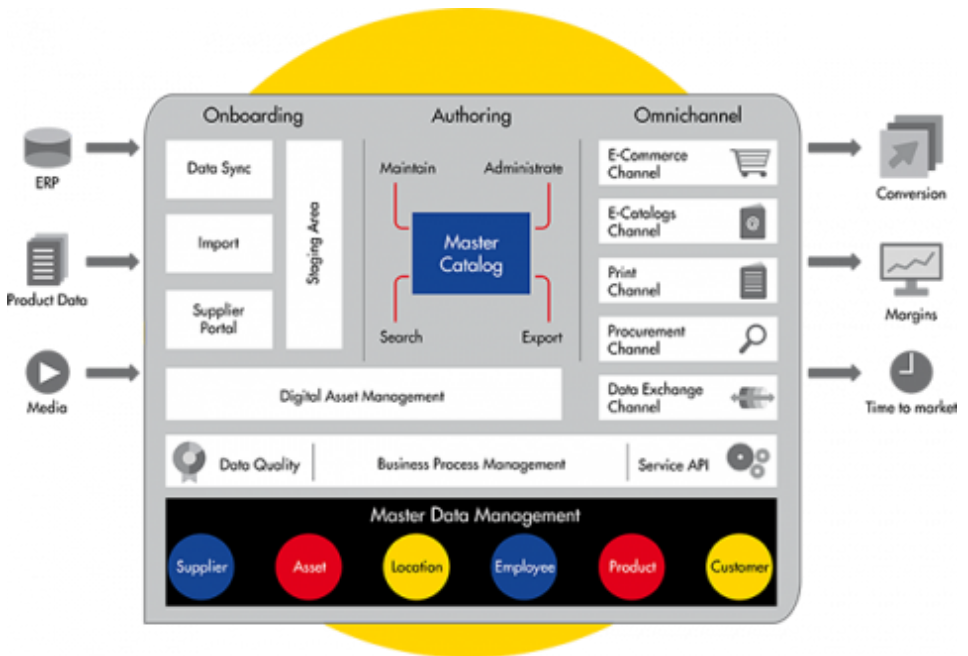 Onboarding
Authoring
Omnichannel
ERP
Product Data
Media
Data Sync
Import
Supplier
Portal
Staging Area
Maintain
Administrate
Master
Catalog
Search
Export
E-Commerce
Channel
E-Catalogs
Channel
@
Print
Channel
Procurement
Channel
Data Exchange
Channel
Conversion
Margins
Time to market
Digital Asset Management
Data Quality
Business Process Management
Service API
Master Data Management
Supplier
Asset
Location
Employee
Product
Customer